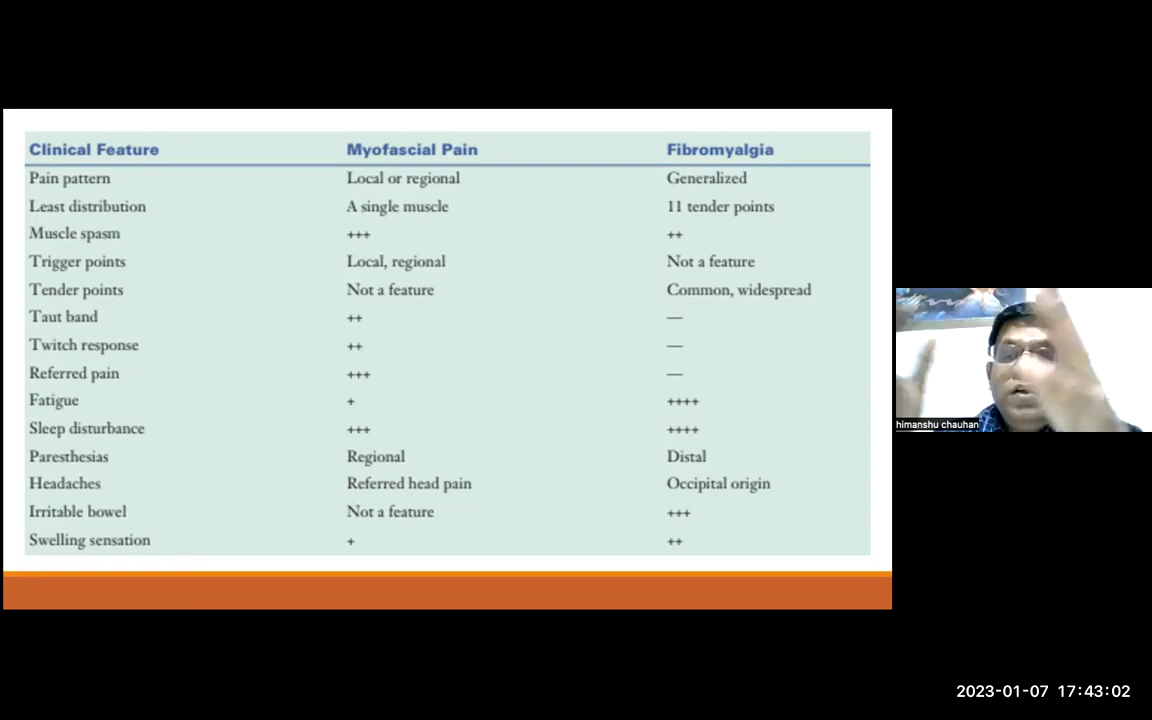 Clinical Feature Myofascial Pain Fibromyalgia
Pain pattern Local or regional Generalized
Least distribution A single muscle 11 tender points
Muscle spasm +++ ++
Trigger points Local, regional Not a feature
Tender points Not a feature Common, widespread
Taut band ++ —
Twitch response ++ —
Referred pain +++ —
Fatigue + ++++
Sleep disturbance +++ ++++
Paresthesias Regional Distal
Headaches Referred head pain Occipital origin
Irritable bowel Not a feature +++
Swelling sensation + ++
himanshu chauhan
2023-01-07 17:43:02